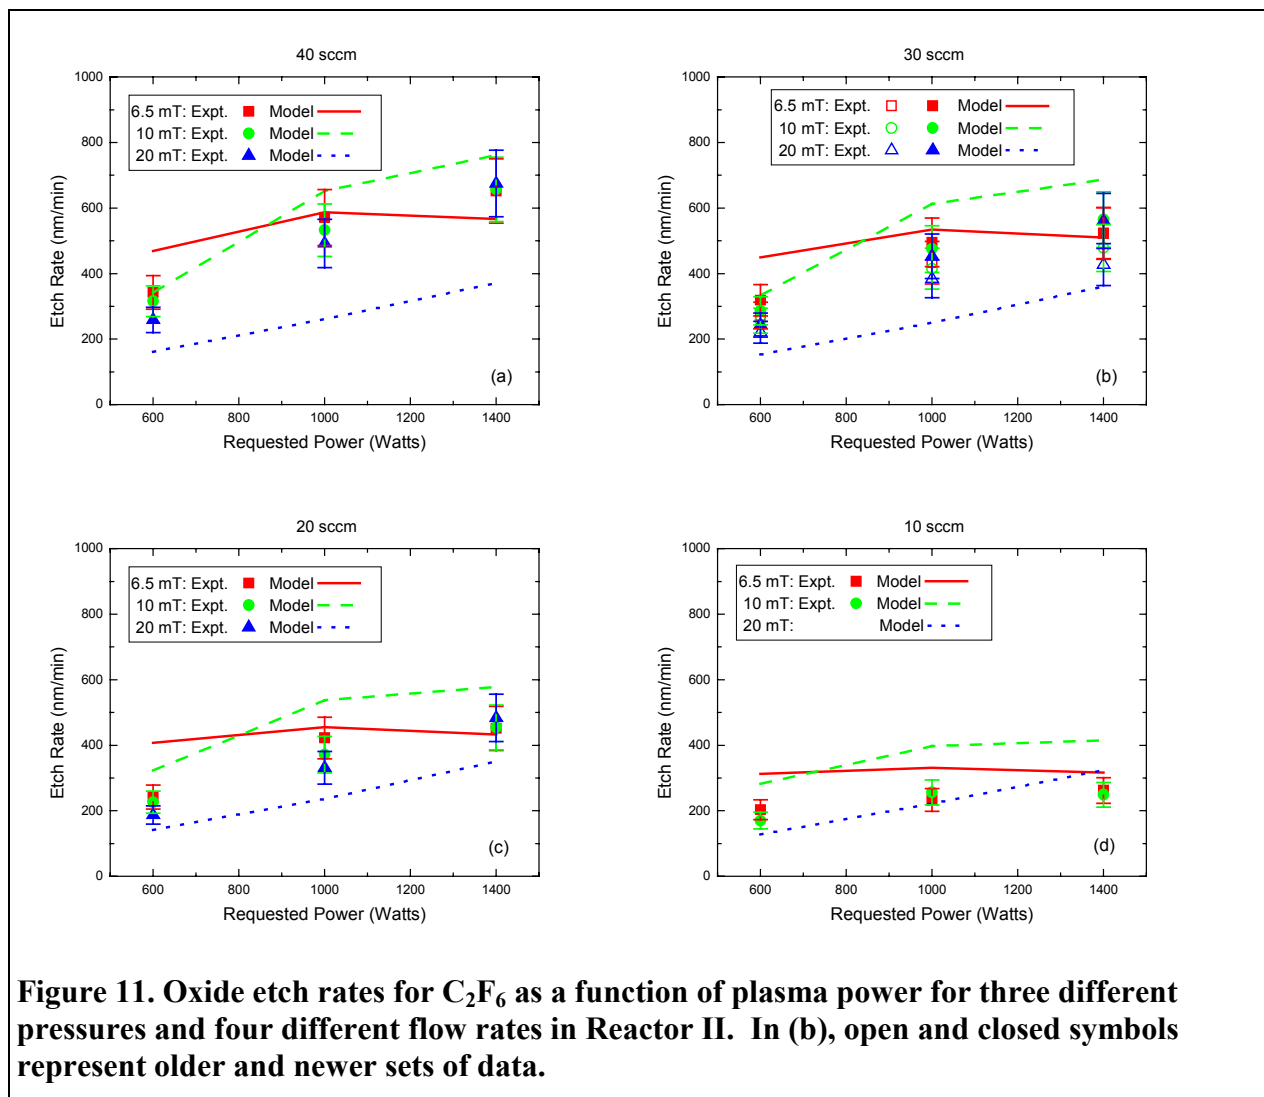 40 sccm
1000
800
600
400
200
0
Etch Rate (nm/min)
6.5 mT: Expt. Model
10 mT: Expt. Model
20 mT: Expt. Model
(a)
600 800 1000 1200 1400
Requested Power (Watts)
30 sccm
1000
800
600
400
200
0
Etch Rate (nm/min)
6.5 mT: Expt. Model
10 mT: Expt. Model
20 mT: Expt. Model
(b)
600 800 1000 1200 1400
Requested Power (Watts)
20 sccm
1000
800
600
400
200
0
Etch Rate (nm/min)
6.5 mT: Expt. Model
10 mT: Expt. Model
20 mT: Expt. Model
(c)
600 800 1000 1200 1400
Requested Power (Watts)
10 sccm
1000
800
600
400
200
0
Etch Rate (nm/min)
6.5 mT: Expt. Model
10 mT: Expt. Model
20 mT: Model
(d)
600 800 1000 1200 1400
Requested Power (Watts)
Figure 11. Oxide etch rates for C₂F₆ as a function of plasma power for three different
pressures and four different flow rates in Reactor II. In (b), open and closed symbols
represent older and newer sets of data.